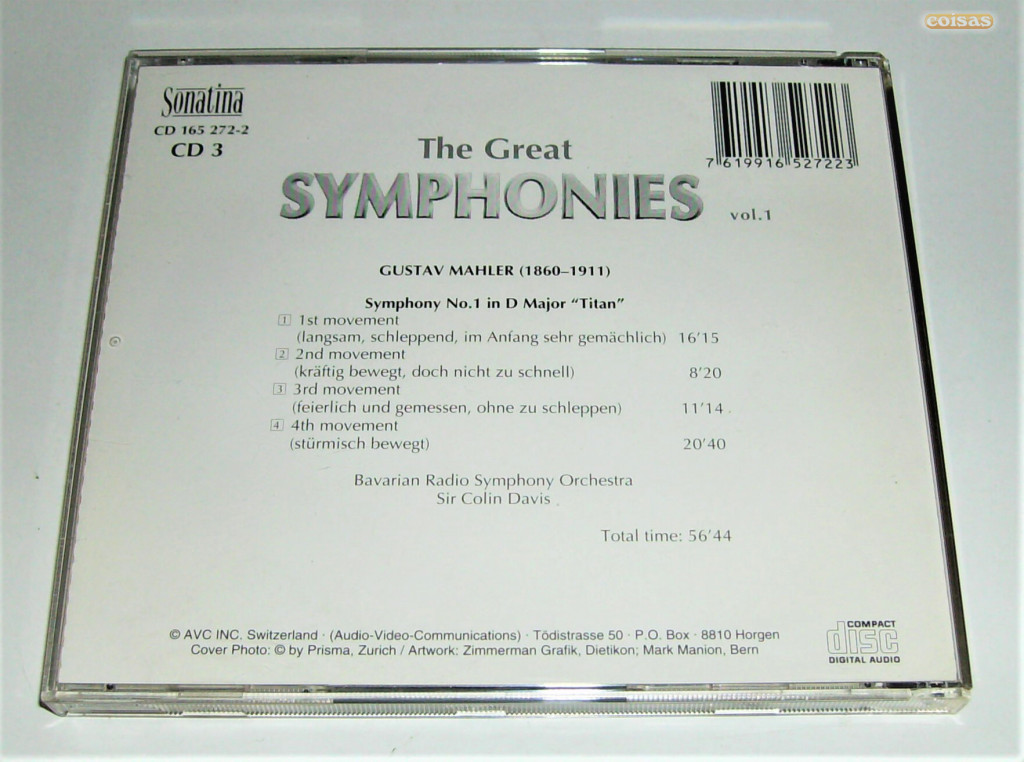 coisas
Sonatina
CD 165 272-2
CD 3
7 619916 527223
The Great
SYMPHONIES vol.1
GUSTAV MAHLER (1860–1911)
Symphony No.1 in D Major “Titan”
1 1st movement
(langsam, schleppend, im Anfang sehr gemächlich) 16’15
2 2nd movement
(kräftig bewegt, doch nicht zu schnell) 8’20
3 3rd movement
(feierlich und gemessen, ohne zu schleppen) 11’14
4 4th movement
(stürmisch bewegt) 20’40
Bavarian Radio Symphony Orchestra
Sir Colin Davis
Total time: 56’44
© AVC INC. Switzerland · (Audio-Video-Communications) · Tödistrasse 50 · P.O. Box · 8810 Horgen
Cover Photo: © by Prisma, Zurich / Artwork: Zimmerman Grafik, Dietikon; Mark Manion, Bern
COMPACT
disc
DIGITAL AUDIO